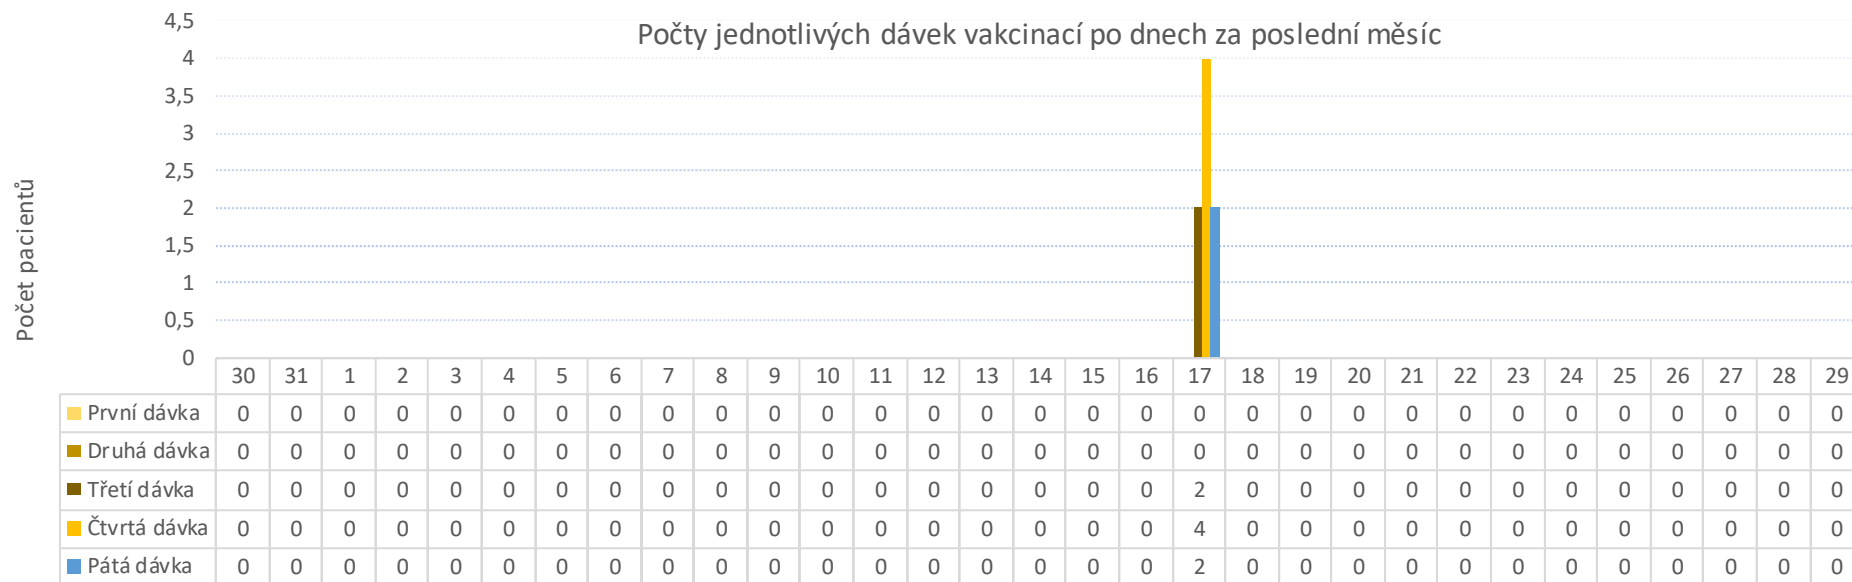 Počty jednotlivých dávek vakcinací po dnech za poslední měsíc
Počet pacientů
4,5
4
3,5
3
2,5
2
1,5
1
0,5
0
30 31 1 2 3 4 5 6 7 8 9 10 11 12 13 14 15 16 17 18 19 20 21 22 23 24 25 26 27 28 29
První dávka 0 0 0 0 0 0 0 0 0 0 0 0 0 0 0 0 0 0 0 0 0 0 0 0 0 0 0 0 0 0 0
Druhá dávka 0 0 0 0 0 0 0 0 0 0 0 0 0 0 0 0 0 0 0 0 0 0 0 0 0 0 0 0 0 0 0
Třetí dávka 0 0 0 0 0 0 0 0 0 0 0 0 0 0 0 0 0 0 2 0 0 0 0 0 0 0 0 0 0 0 0
Čtvrtá dávka 0 0 0 0 0 0 0 0 0 0 0 0 0 0 0 0 0 0 4 0 0 0 0 0 0 0 0 0 0 0 0
Pátá dávka 0 0 0 0 0 0 0 0 0 0 0 0 0 0 0 0 0 0 2 0 0 0 0 0 0 0 0 0 0 0 0